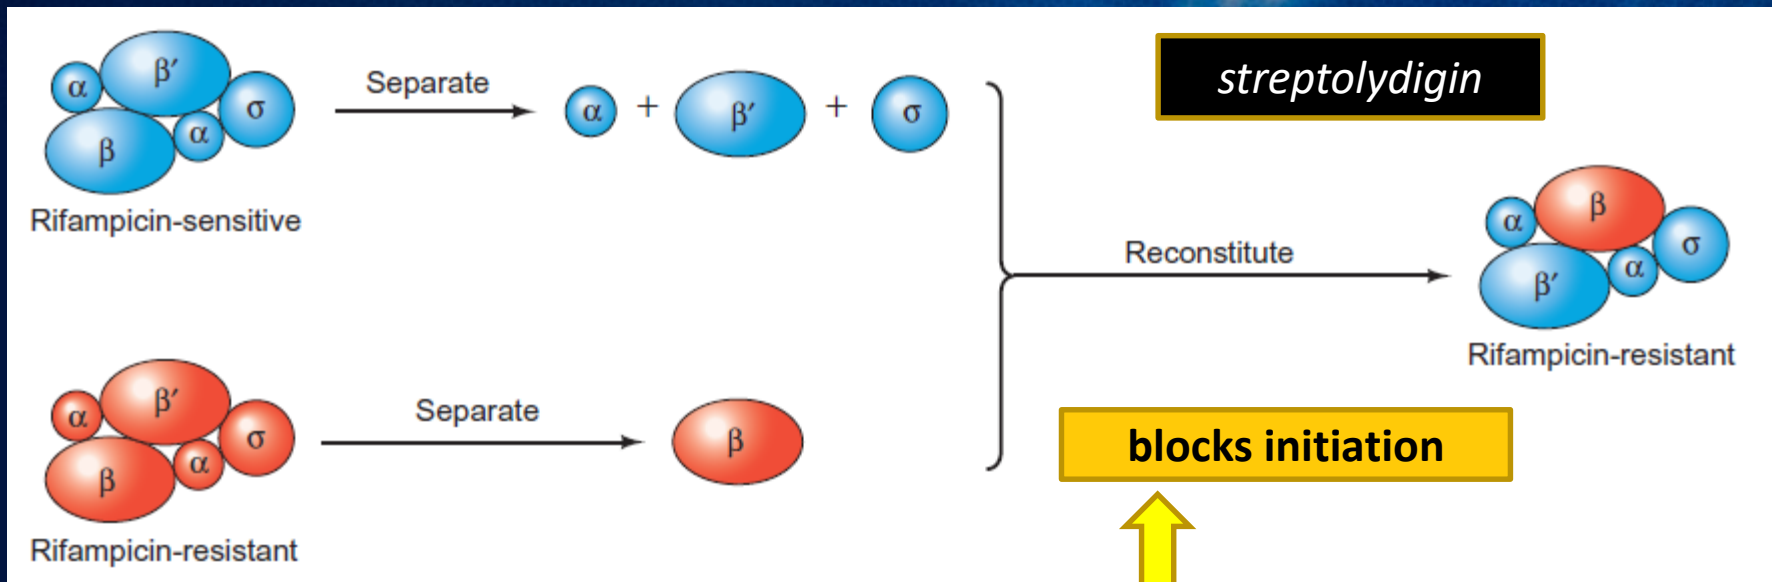 streptolydigin
α β′ σ β α
Separate
α + β′ + σ
Rifampicin-sensitive
Reconstitute
α β σ β′ α
Rifampicin-resistant
α β′ σ β α
Separate
β
Rifampicin-resistant
blocks initiation